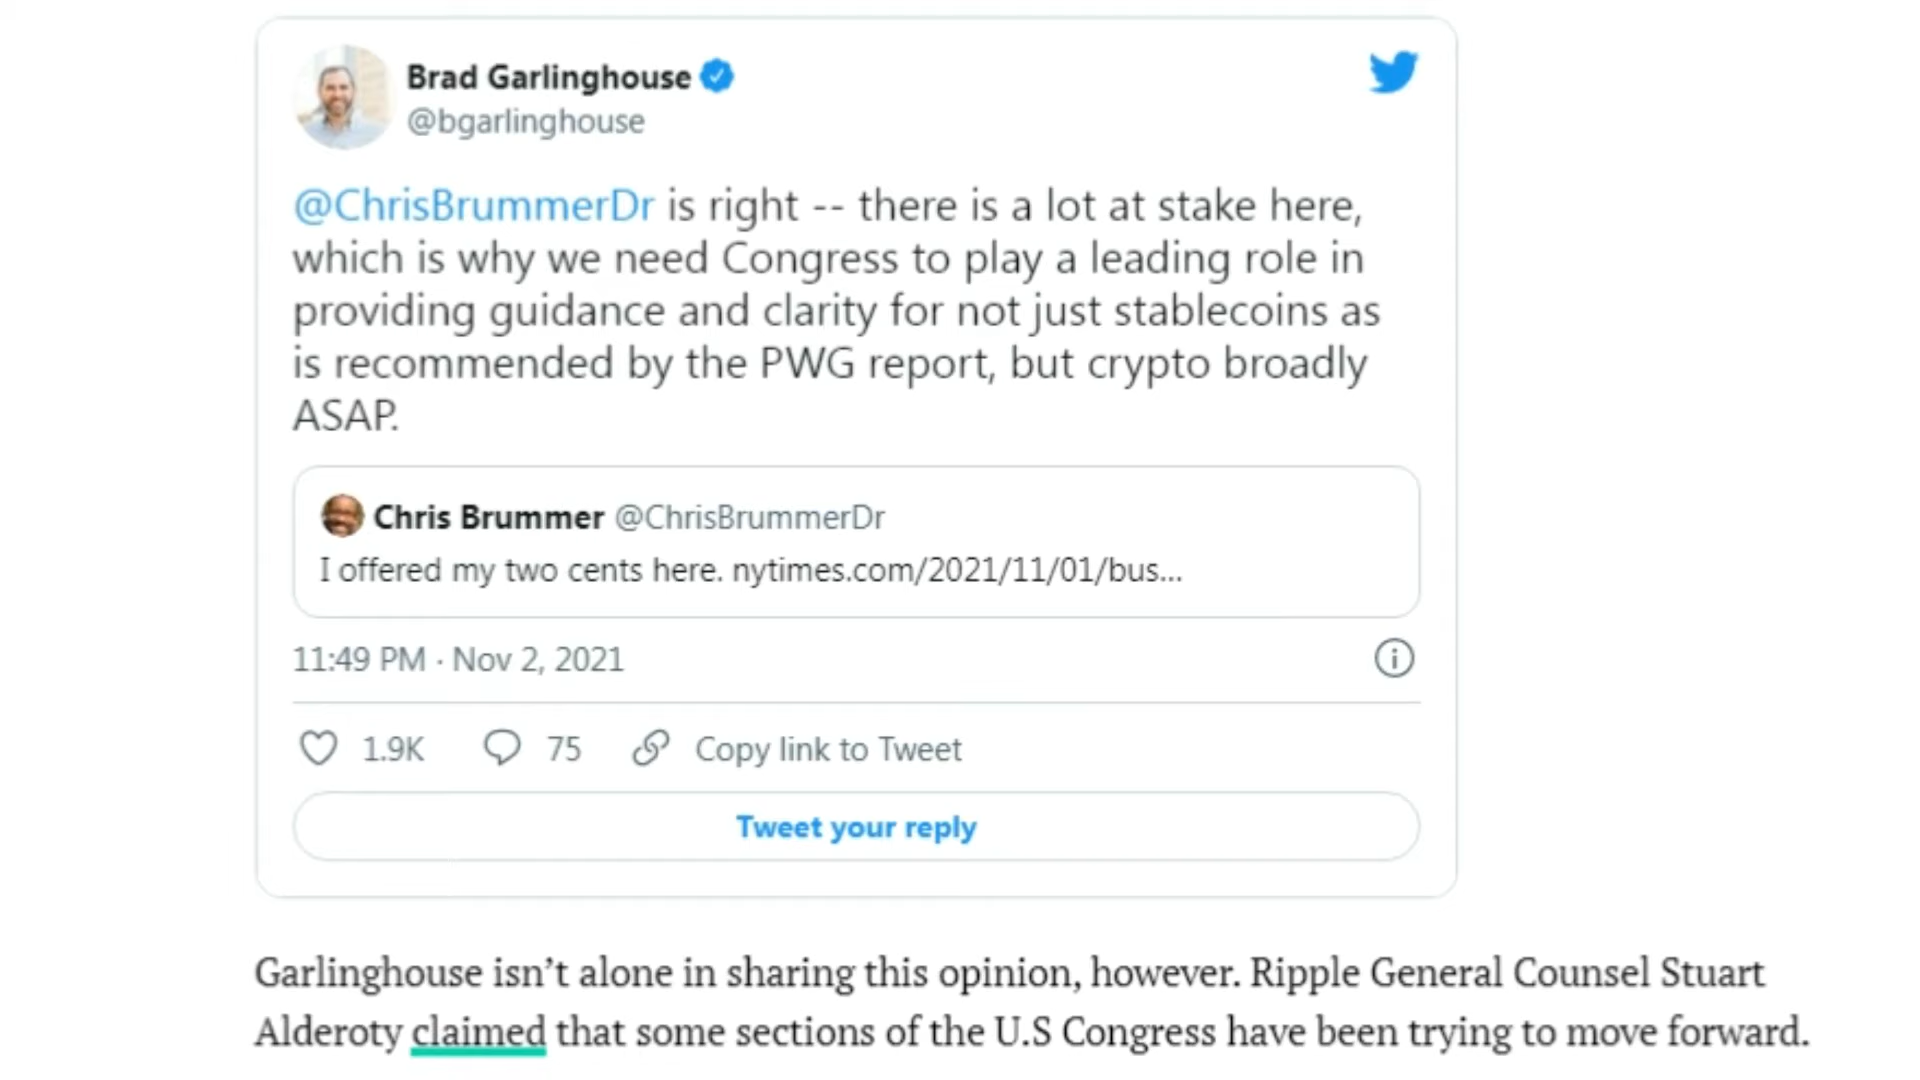 Brad Garlinghouse
@bgarlinghouse
@ChrisBrummerDr is right -- there is a lot at stake here,
which is why we need Congress to play a leading role in
providing guidance and clarity for not just stablecoins as
is recommended by the PWG report, but crypto broadly
ASAP.
Chris Brummer @ChrisBrummerDr
I offered my two cents here. nytimes.com/2021/11/01/bus...
11:49 PM · Nov 2, 2021
1.9K 75 Copy link to Tweet
Tweet your reply
Garlinghouse isn’t alone in sharing this opinion, however. Ripple General Counsel Stuart
Alderoty claimed that some sections of the U.S Congress have been trying to move forward.